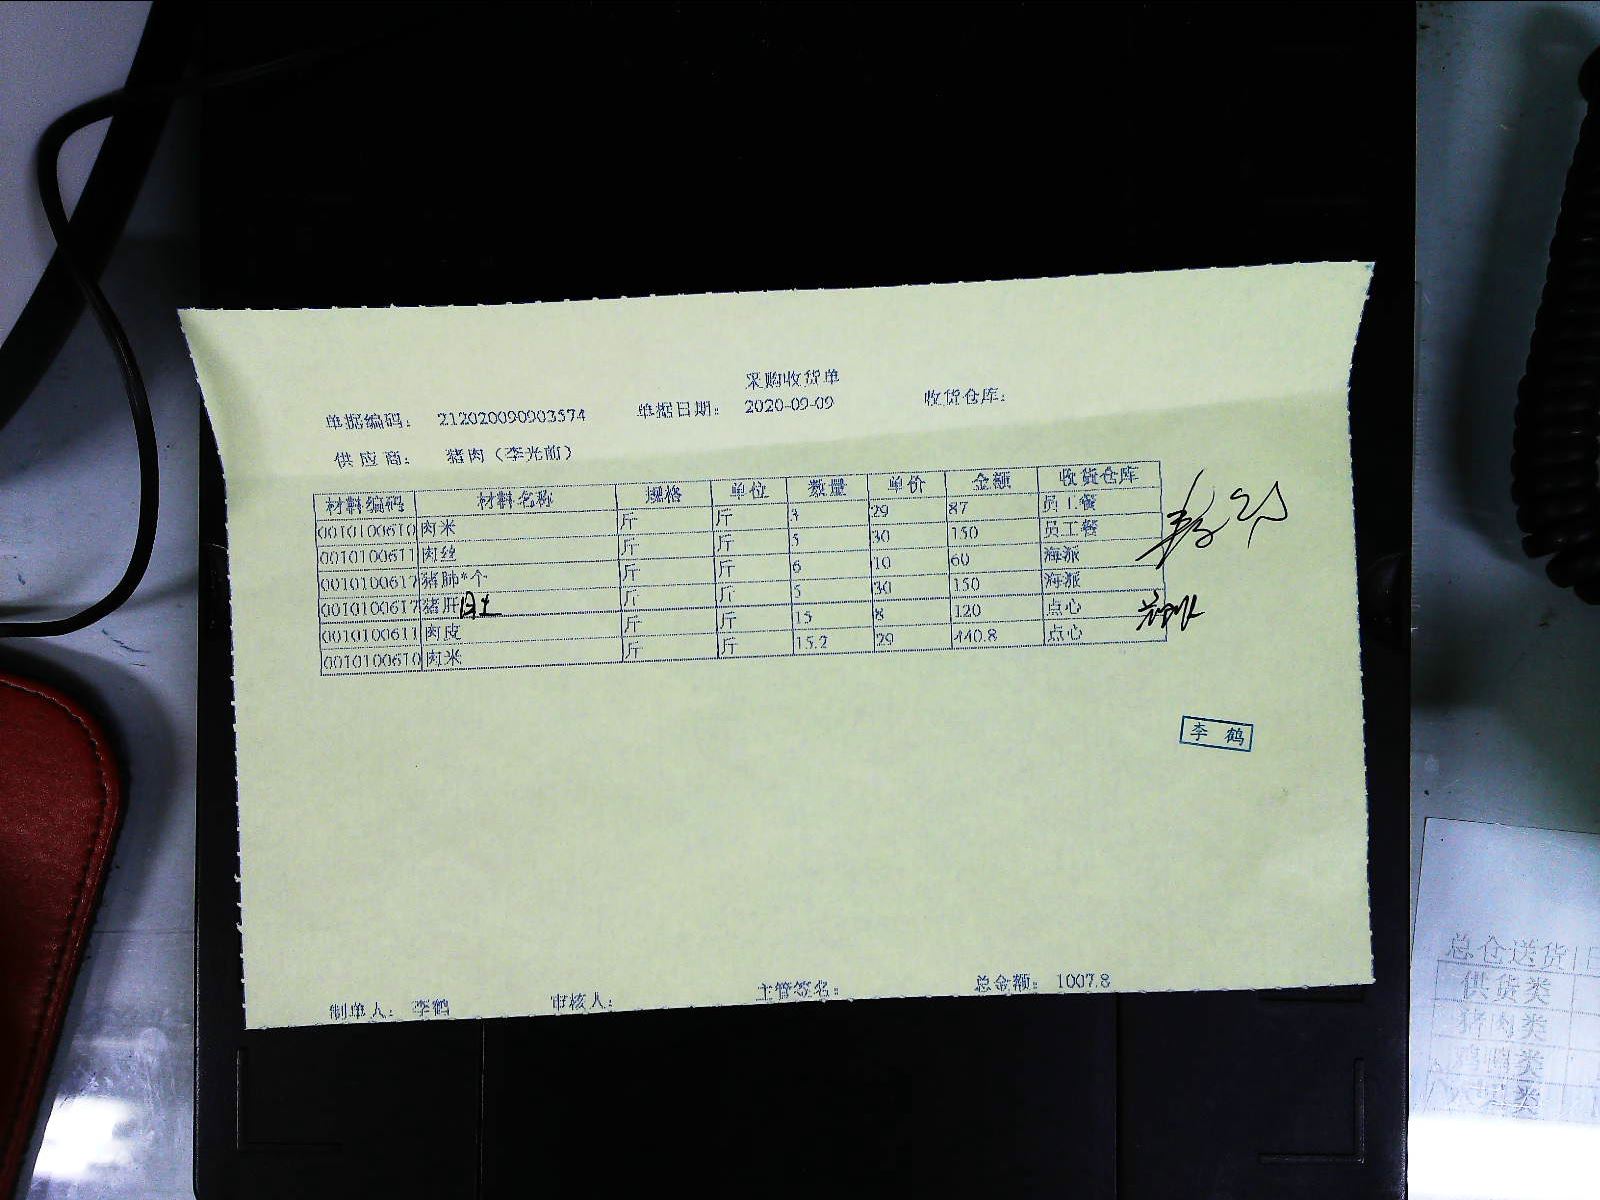 采购收货单
单据编码： 212020090903574 单据日期： 2020-09-09 收货仓库：
供应商： 猪肉（李光前）
材料编码 材料名称 规格 单位 数量 单价 金额 收货仓库
0010100610 肉米 斤 斤 3 29 87 员工餐
0010100611 肉丝 斤 斤 5 30 150 员工餐
0010100617 猪肺*个 斤 斤 6 10 60 海派
0010100617 猪肝 斤 斤 5 30 150 海派
0010100611 肉皮 斤 斤 15 8 120 点心
0010100610 肉米 斤 斤 15.2 29 440.8 点心
李鹤
制单人： 李鹤 审核人： 主管签名： 总金额： 1007.8
总仓送货
供货类
猪肉类
鸡鸭类